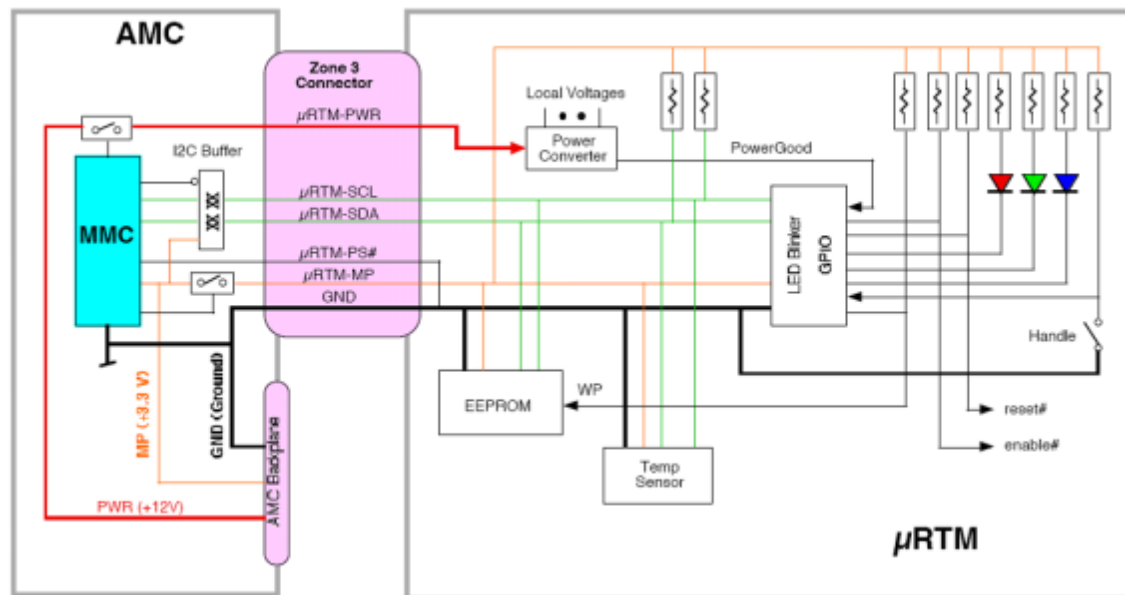 AMC
Zone 3
Connector
µRTM-PWR
Local Voltages
Power
Converter
PowerGood
I2C Buffer
XX XX
MMC
µRTM-SCL
µRTM-SDA
µRTM-PS#
µRTM-MP
GND
LED Blinker
GPIO
Handle
MP (+3.3 V)
GND (Ground)
AMC Backplane
PWR (+12V)
EEPROM
WP
Temp
Sensor
reset#
enable#
µRTM